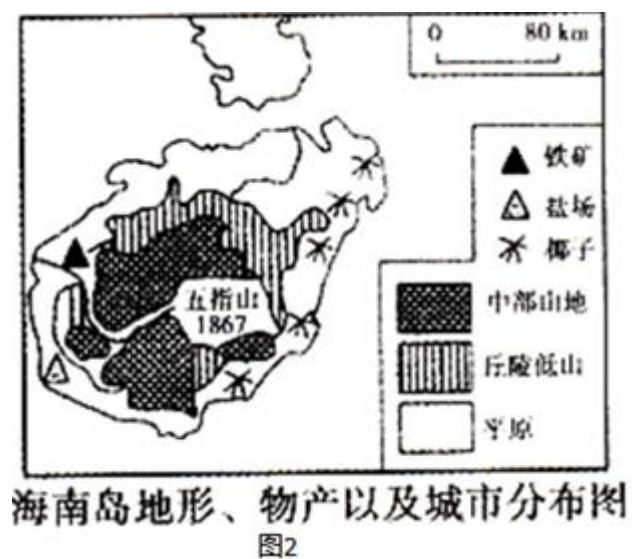 0 80 km
铁矿
盐场
椰子
五指山
1867
中部山地
丘陵低山
平原
海南岛地形、物产以及城市分布图
图2